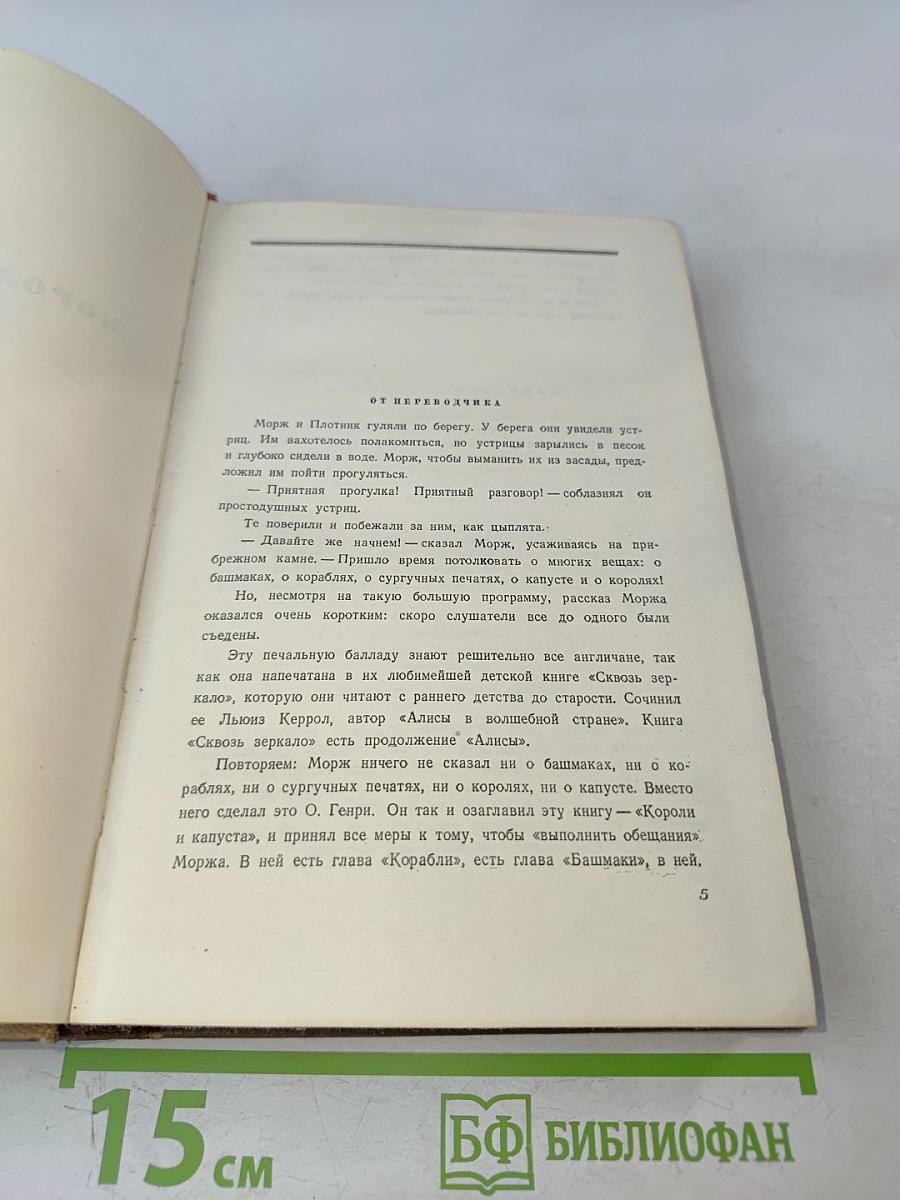 ОТ ПЕРЕВОДЧИКА
Морж и Плотник гуляли по берегу. У берега они увидели уст-
риц. Им захотелось полакомиться, но устрицы зарылись в песок
и глубоко сидели в воде. Морж, чтобы выманить их из засады, пред-
ложил им пойти прогуляться.
— Приятная прогулка! Приятный разговор! — соблазнял он
простодушных устриц.
Те поверили и побежали за ним, как цыплята.
— Давайте же начнем! — сказал Морж, усаживаясь на при-
брежном камне. — Пришло время потолковать о многих вещах: о
башмаках, о кораблях, о сургучных печатях, о капусте и о королях!
Но, несмотря на такую большую программу, рассказ Моржа
оказался очень коротким: скоро слушатели все до одного были
съедены.
Эту печальную балладу знают решительно все англичане, так
как она напечатана в их любимейшей детской книге «Сквозь зер-
кало», которую они читают с раннего детства до старости. Сочинил
ее Льюиз Керрол, автор «Алисы в волшебной стране». Книга
«Сквозь зеркало» есть продолжение «Алисы».
Повторяем: Морж ничего не сказал ни о башмаках, ни о ко-
раблях, ни о сургучных печатях, ни о королях, ни о капусте. Вместо
него сделал это О. Генри. Он так и озаглавил эту книгу — «Короли
и капуста», и принял все меры к тому, чтобы «выполнить обещания»
Моржа. В ней есть глава «Корабли», есть глава «Башмаки», в ней,
5
15 см
БФ БИБЛИОФАН